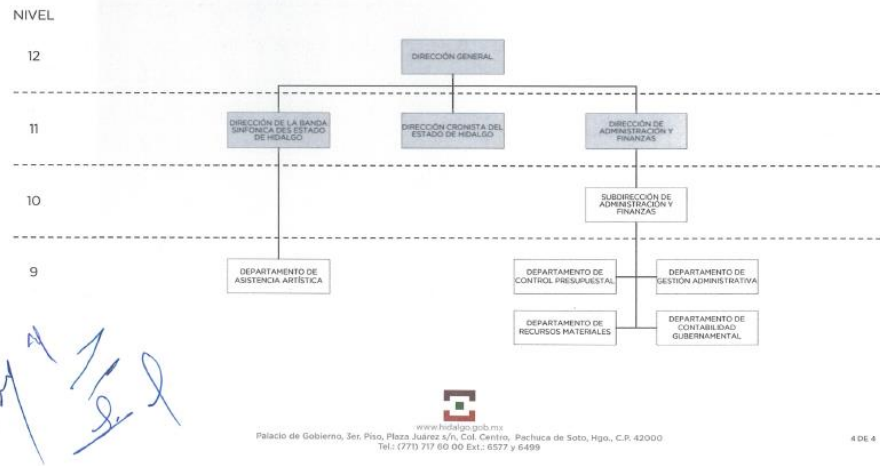 NIVEL
12
DIRECCIÓN GENERAL
11
DIRECCIÓN DE LA BANDA
SINFONICA DES ESTADO
DE HIDALGO
DIRECCIÓN CRONISTA DEL
ESTADO DE HIDALGO
DIRECCIÓN DE
ADMINISTRACIÓN Y
FINANZAS
10
SUBDIRECCIÓN DE
ADMINISTRACIÓN Y
FINANZAS
9
DEPARTAMENTO DE
ASISTENCIA ARTÍSTICA
DEPARTAMENTO DE
CONTROL PRESUPUESTAL
DEPARTAMENTO DE
GESTIÓN ADMINISTRATIVA
DEPARTAMENTO DE
RECURSOS MATERIALES
DEPARTAMENTO DE
CONTABILIDAD
GUBERNAMENTAL
www.hidalgo.gob.mx
Palacio de Gobierno, 3er. Piso, Plaza Juárez s/n, Col. Centro, Pachuca de Soto, Hgo., C.P. 42000
Tel.: (771) 717 60 00 Ext.: 6577 y 6499
4 DE 4